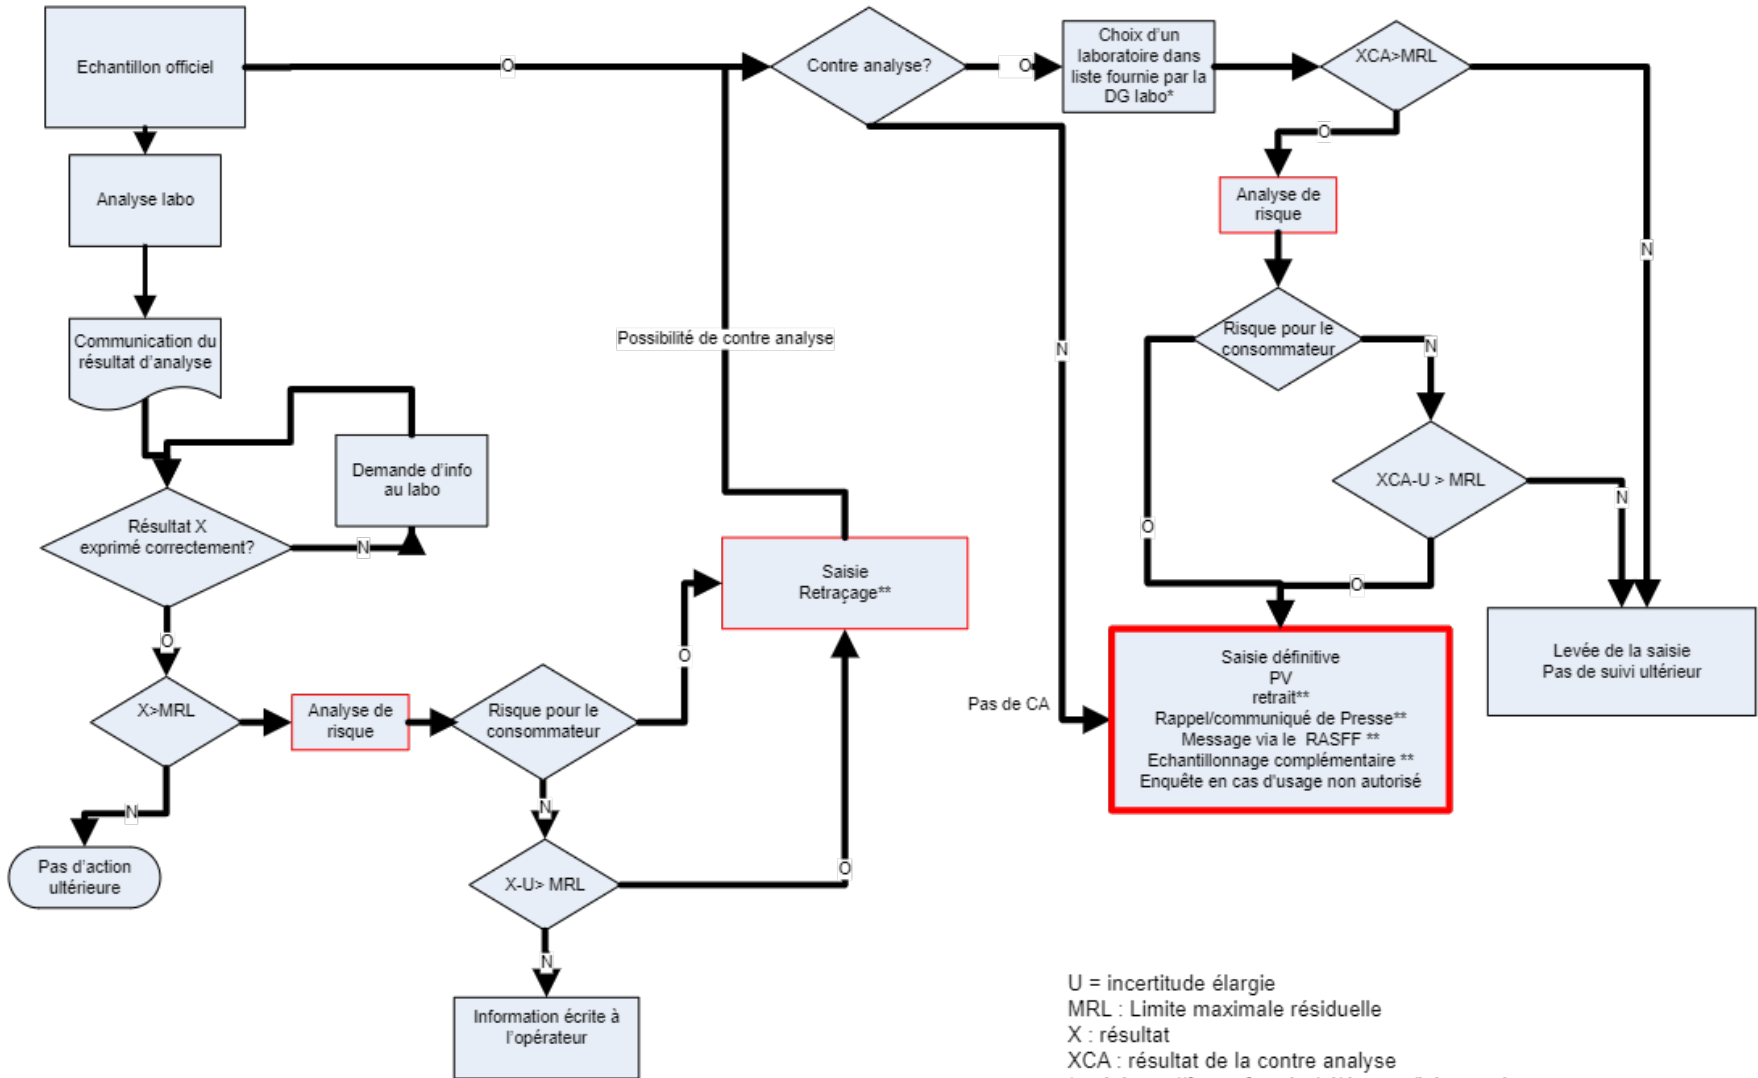 Echantillon officiel
O
Contre analyse?
O
Choix d'un
laboratoire dans
liste fournie par la
DG labo*
XCA>MRL
O
N
Analyse labo
Analyse de
risque
Communication du
résultat d'analyse
Possibilité de contre analyse
N
Risque pour le
consommateur
N
Demande d'info
au labo
XCA-U > MRL
N
Résultat X
exprimé correctement?
N
O
O
Saisie
Retraçage**
O
O
Levée de la saisie
Pas de suivi ultérieur
Saisie définitive
PV
retrait**
Rappel/communiqué de Presse**
Message via le RASFF **
Echantillonnage complémentaire **
Enquête en cas d'usage non autorisé
Pas de CA
X>MRL
Analyse de
risque
Risque pour le
consommateur
N
N
O
Pas d'action
ultérieure
X-U> MRL
N
Information écrite à
l'opérateur
U = incertitude élargie
MRL : Limite maximale résiduelle
X : résultat
XCA : résultat de la contre analyse